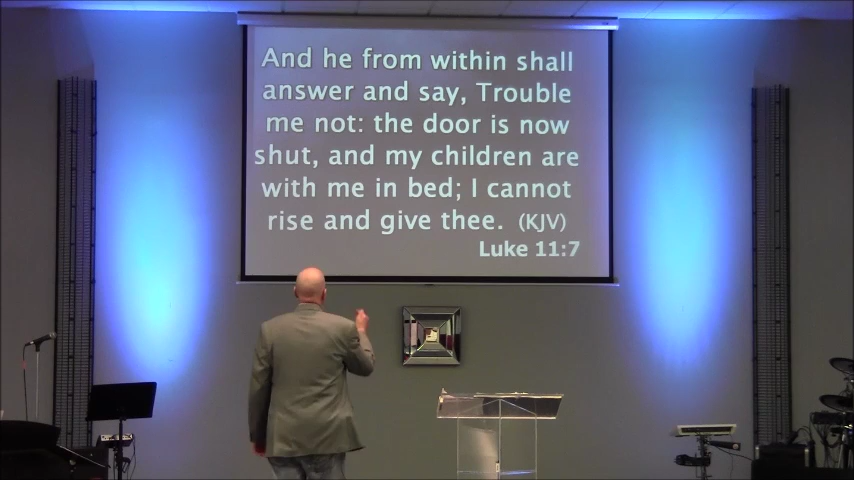 And he from within shall
answer and say, Trouble
me not: the door is now
shut, and my children are
with me in bed; I cannot
rise and give thee. (KJV)
Luke 11:7